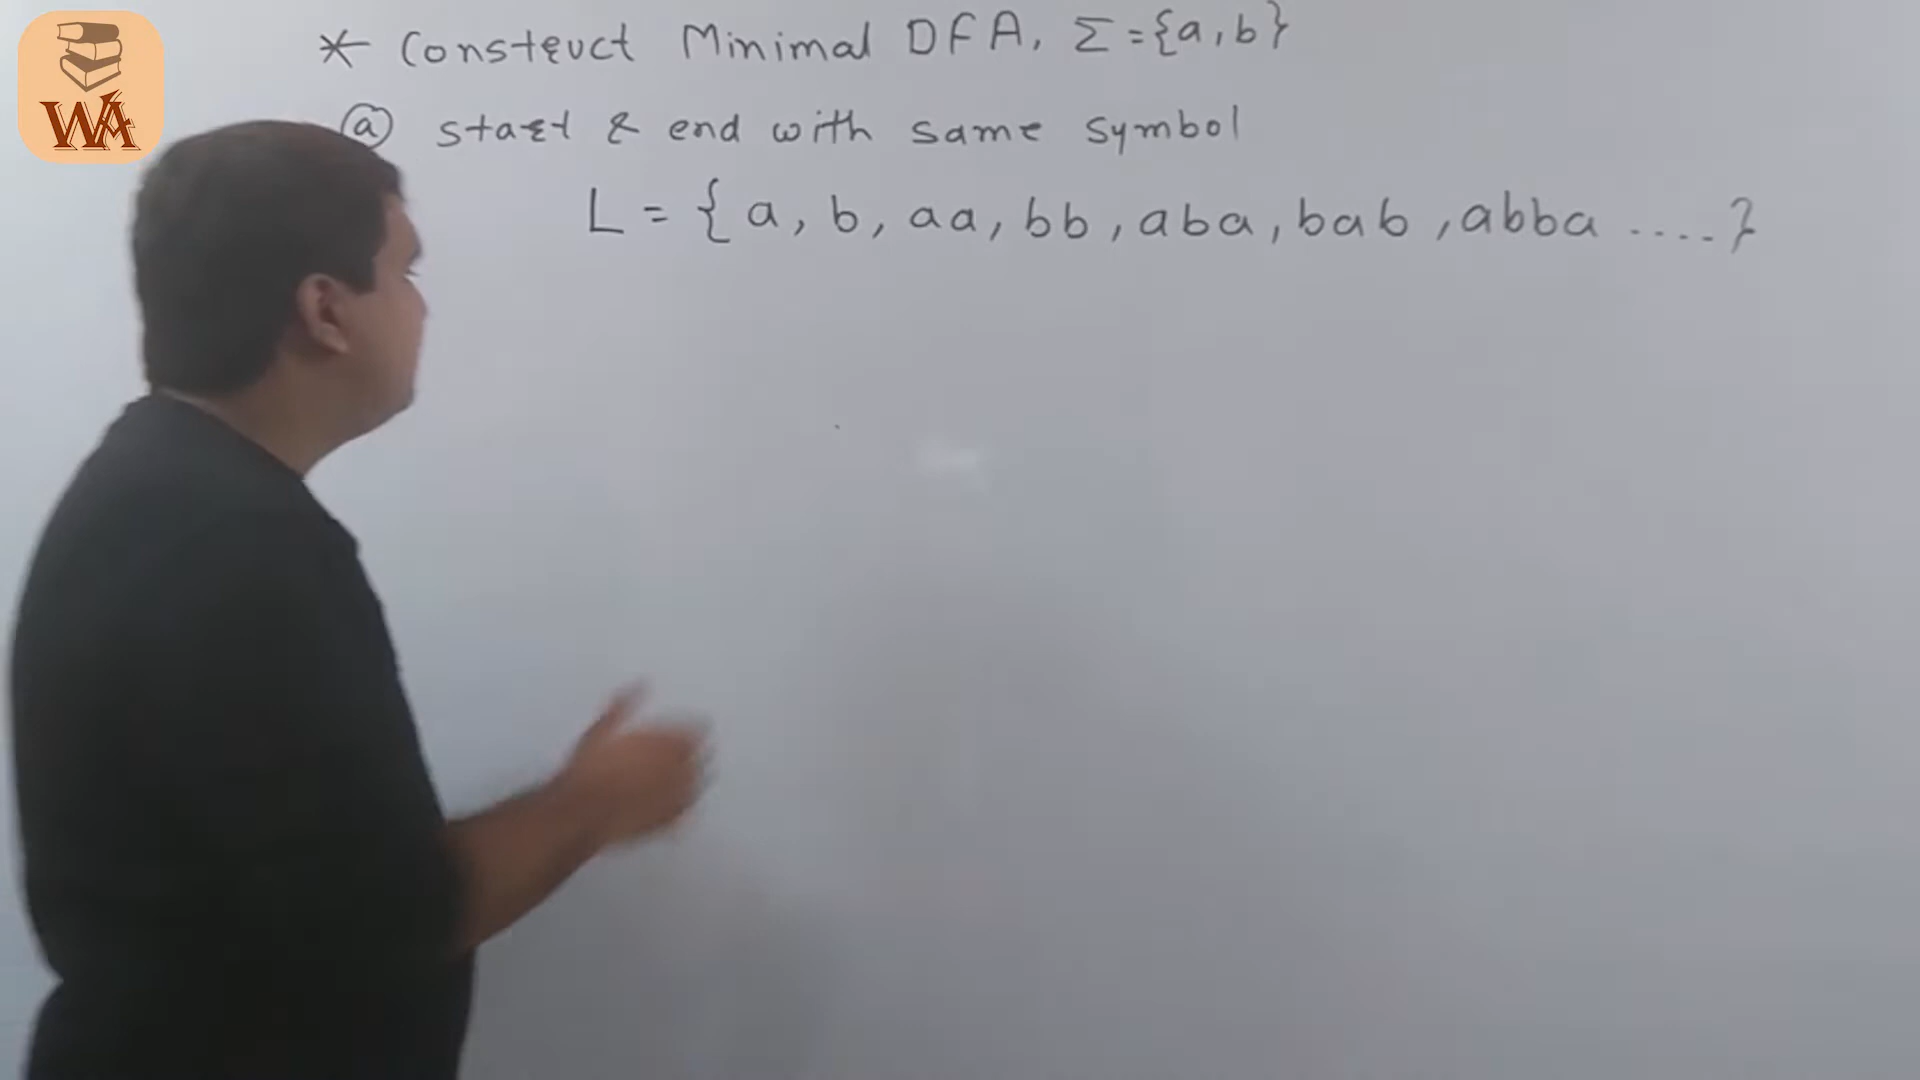 WA
* Construct Minimal DFA, Σ={a,b}
ⓐ start & end with same symbol
L = { a, b, aa, bb, aba, bab, abba ....}